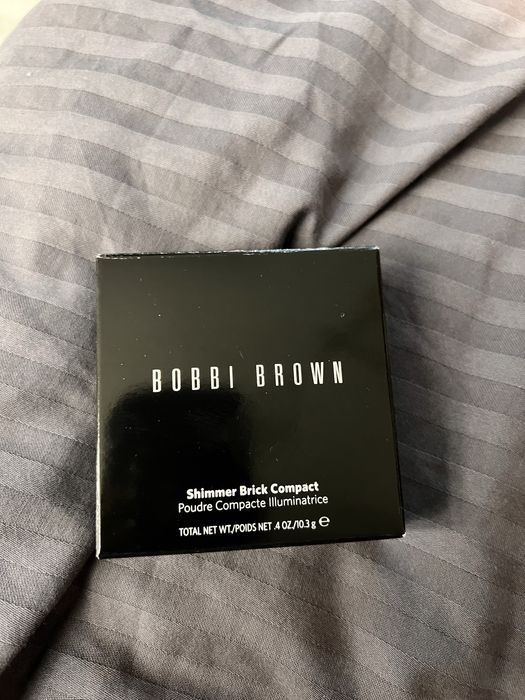 BOBBI BROWN
Shimmer Brick Compact
Poudre Compacte Illuminatrice
TOTAL NET WT./POIDS NET .4 OZ./10.3 g ℮